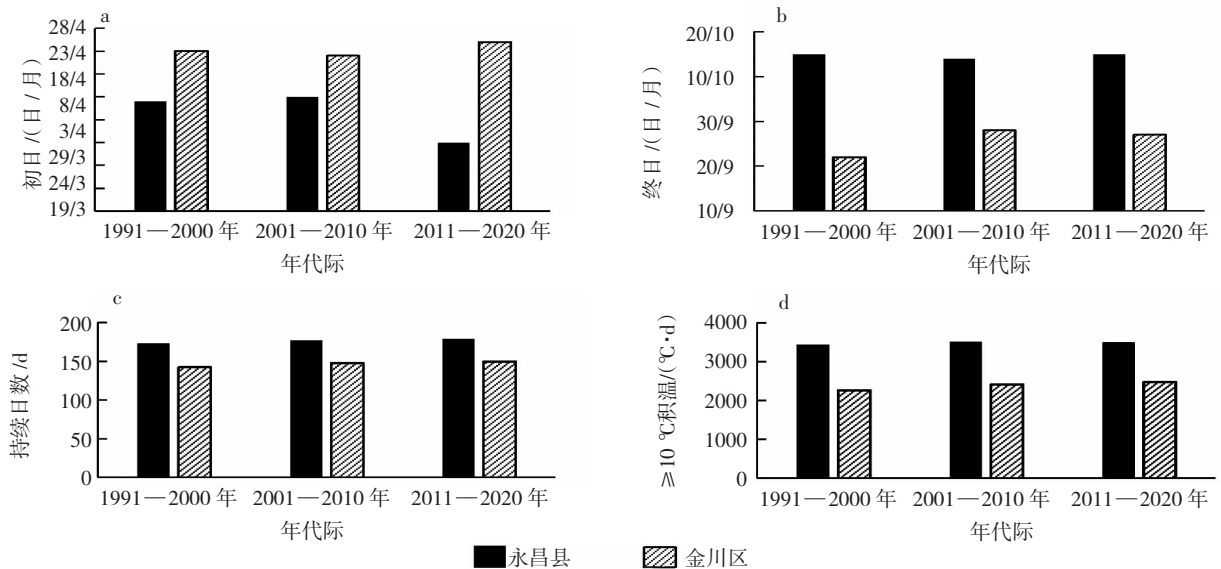 a
初日/(日/月)
28/4
23/4
18/4
8/4
3/4
29/3
24/3
19/3
1991—2000 年
2001—2010 年
2011—2020 年
年代际
b
终日/(日/月)
20/10
10/10
30/9
20/9
10/9
1991—2000 年
2001—2010 年
2011—2020 年
年代际
c
持续日数/d
200
150
100
50
0
1991—2000 年
2001—2010 年
2011—2020 年
年代际
d
≥10 ℃积温/(℃·d)
4000
3000
2000
1000
0
1991—2000 年
2001—2010 年
2011—2020 年
年代际
永昌县
金川区